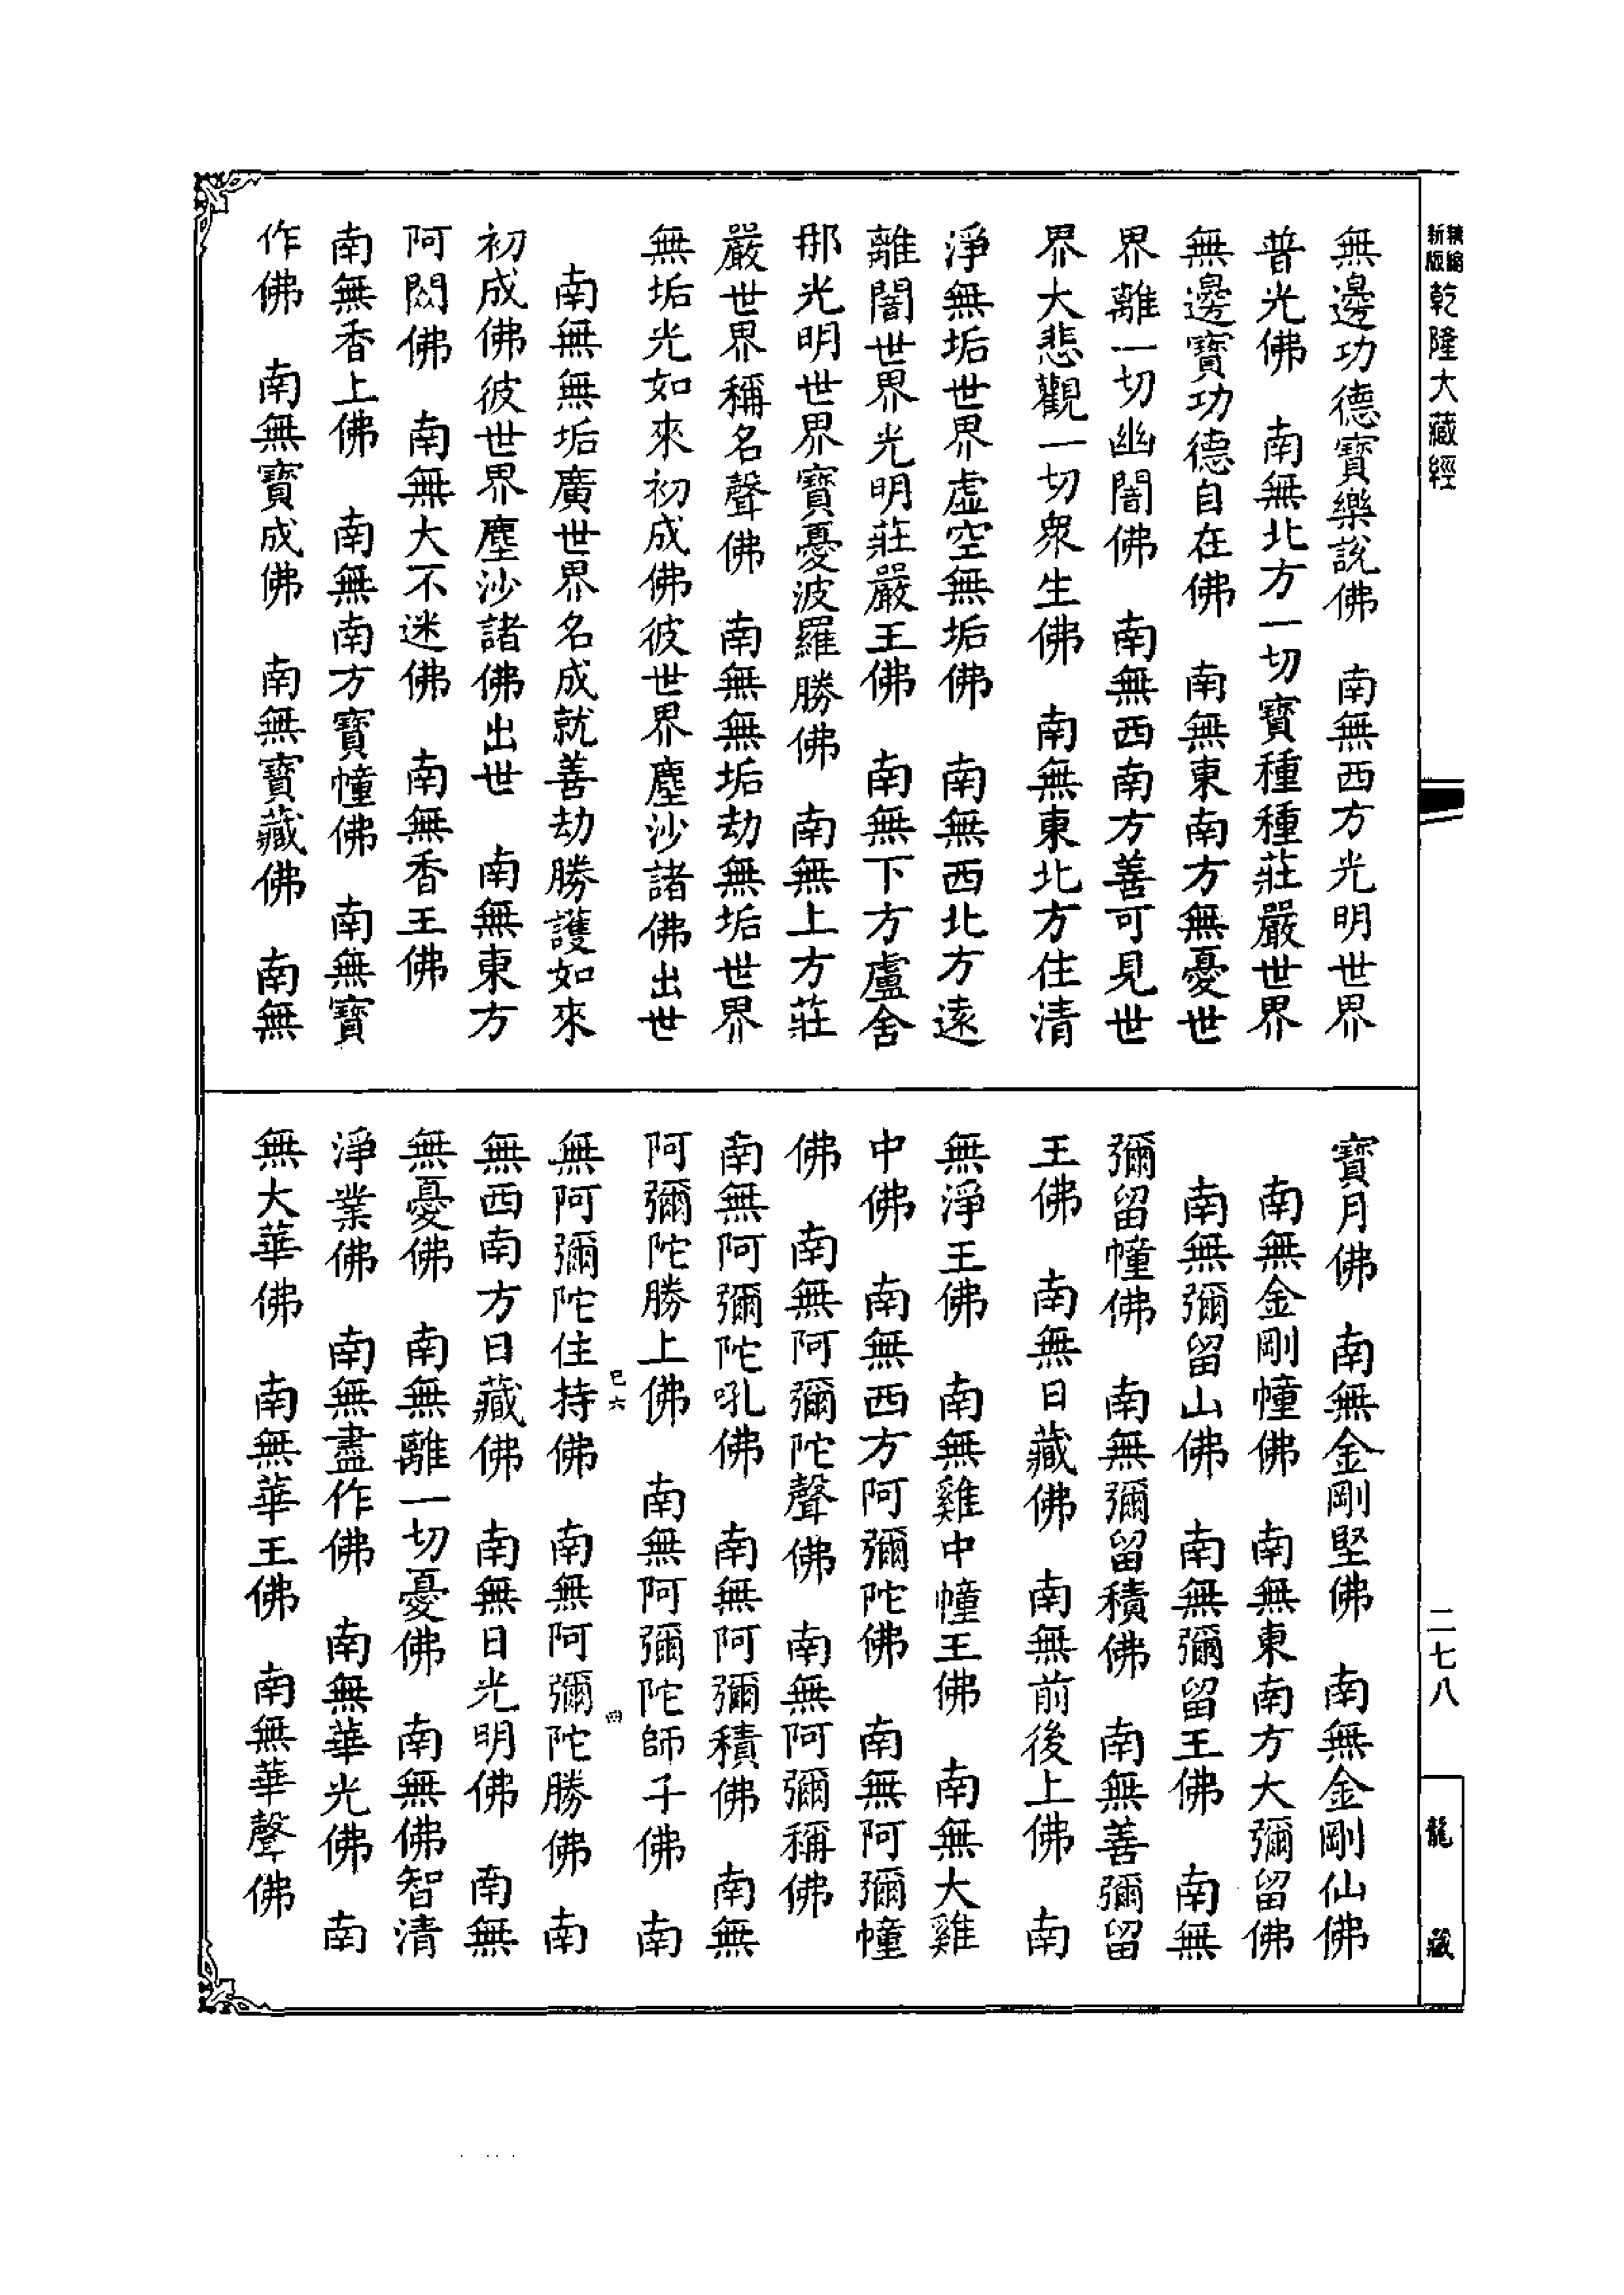 精縮
新版
乾隆大藏經
二七八
龍藏
無邊功德寶樂說佛　南無西方光明世界
普光佛　南無北方一切寶種種莊嚴世界
無邊寶功德自在佛　南無東南方無憂世
界離一切幽闇佛　南無西南方善可見世
界大悲觀一切眾生佛　南無東北方住清
淨無垢世界虛空無垢佛　南無西北方遠
離闇世界光明莊嚴王佛　南無下方盧舍
那光明世界寶憂波羅勝佛　南無上方莊
嚴世界稱名聲佛　南無無垢劫無垢世界
無垢光如來初成佛彼世界塵沙諸佛出世
南無無垢廣世界名成就善劫勝護如來
初成佛彼世界塵沙諸佛出世　南無東方
阿閦佛　南無大不迷佛　南無香王佛
南無香上佛　南無南方寶幢佛　南無寶
作佛　南無寶成佛　南無寶藏佛　南無
寶月佛　南無金剛堅佛　南無金剛仙佛
南無金剛幢佛　南無東南方大彌留佛
南無彌留山佛　南無彌留王佛　南無
彌留幢佛　南無彌留積佛　南無善彌留
王佛　南無日藏佛　南無前後上佛　南
無淨王佛　南無雞中幢王佛　南無大雞
中佛　南無西方阿彌陀佛　南無阿彌幢
佛　南無阿彌陀聲佛　南無阿彌稱佛
南無阿彌陀吼佛　南無阿彌積佛　南無
阿彌陀勝上佛　南無阿彌陀師子佛　南
巳六　四
無阿彌陀住持佛　南無阿彌陀勝佛　南
無西南方日藏佛　南無日光明佛　南無
無憂佛　南無離一切憂佛　南無佛智清
淨業佛　南無盡作佛　南無華光佛　南
無大華佛　南無華王佛　南無華聲佛